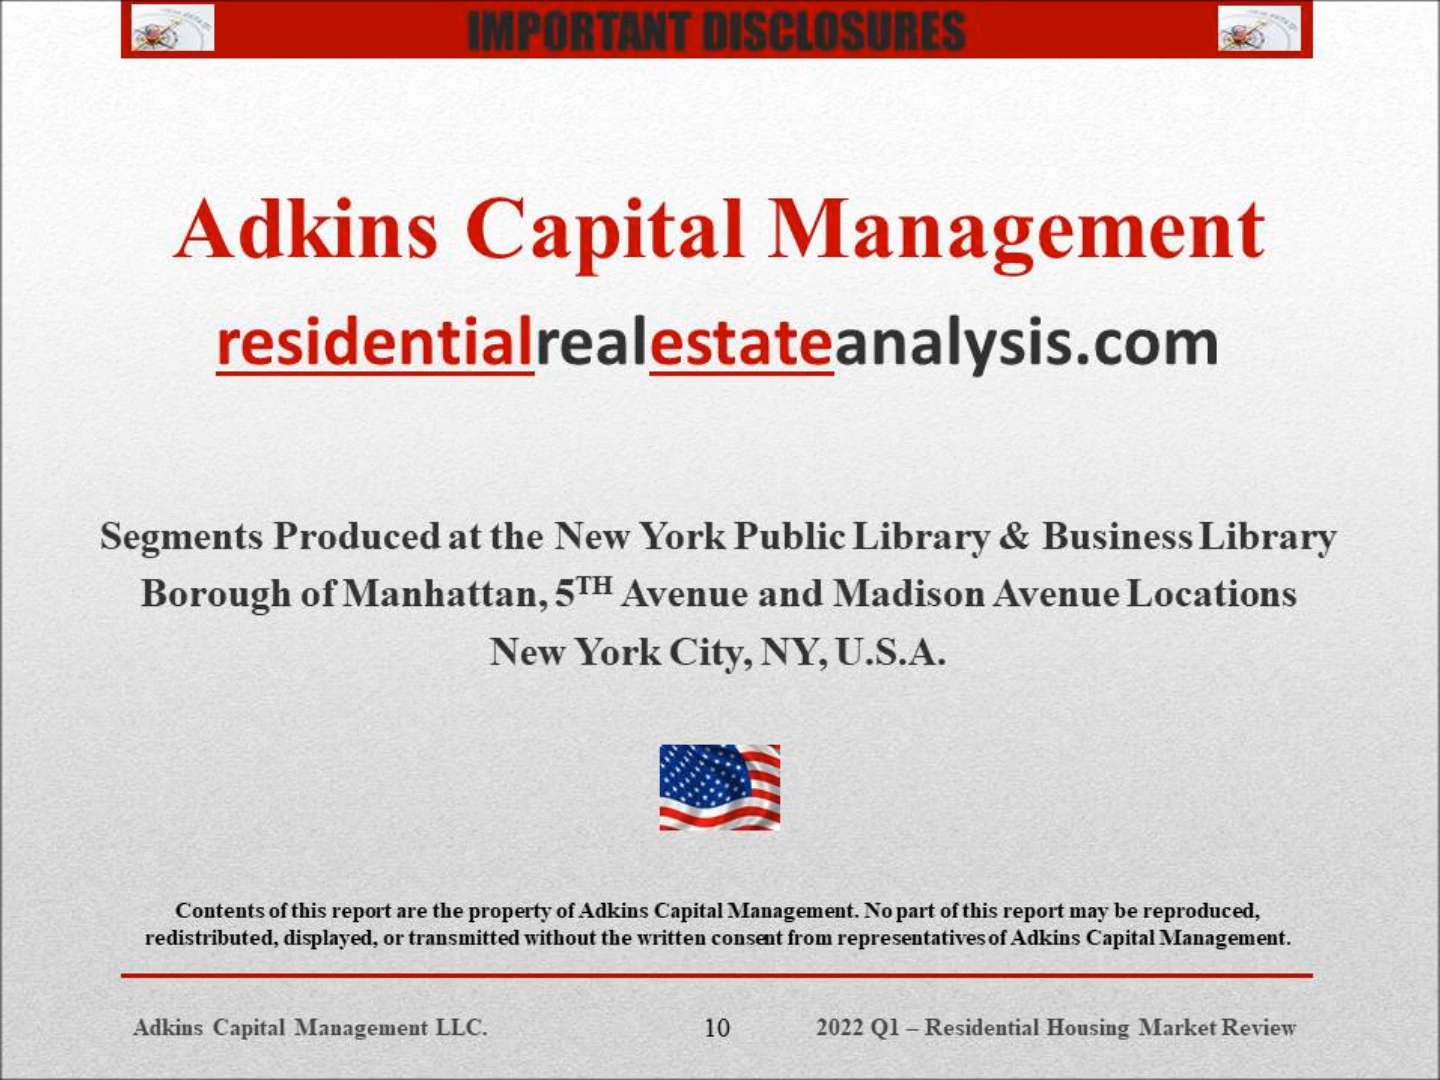 IMPORTANT DISCLOSURES
Adkins Capital Management
residentialrealestateanalysis.com
Segments Produced at the New York Public Library & Business Library
Borough of Manhattan, 5TH Avenue and Madison Avenue Locations
New York City, NY, U.S.A.
Contents of this report are the property of Adkins Capital Management. No part of this report may be reproduced,
redistributed, displayed, or transmitted without the written consent from representatives of Adkins Capital Management.
Adkins Capital Management LLC. 10 2022 Q1 – Residential Housing Market Review